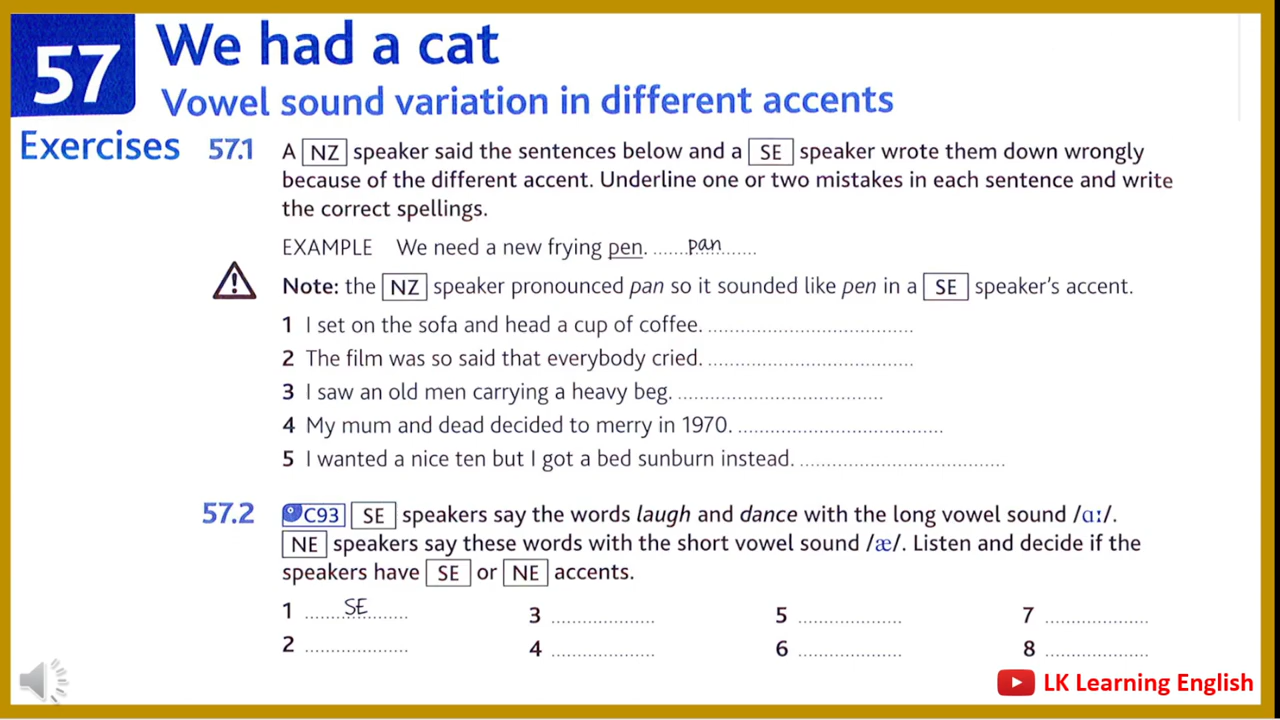 57
We had a cat
Vowel sound variation in different accents
Exercises 57.1 A NZ speaker said the sentences below and a SE speaker wrote them down wrongly
because of the different accent. Underline one or two mistakes in each sentence and write
the correct spellings.
EXAMPLE We need a new frying pen. ......pan......
Note: the NZ speaker pronounced pan so it sounded like pen in a SE speaker's accent.
1 I set on the sofa and head a cup of coffee. ....................................
2 The film was so said that everybody cried. ....................................
3 I saw an old men carrying a heavy beg. ....................................
4 My mum and dead decided to merry in 1970. ....................................
5 I wanted a nice ten but I got a bed sunburn instead. ....................................
57.2 C93 SE speakers say the words laugh and dance with the long vowel sound /ɑː/.
NE speakers say these words with the short vowel sound /æ/. Listen and decide if the
speakers have SE or NE accents.
1 ......SE...... 3 .................. 5 .................. 7 ..................
2 .................. 4 .................. 6 .................. 8 ..................
LK Learning English